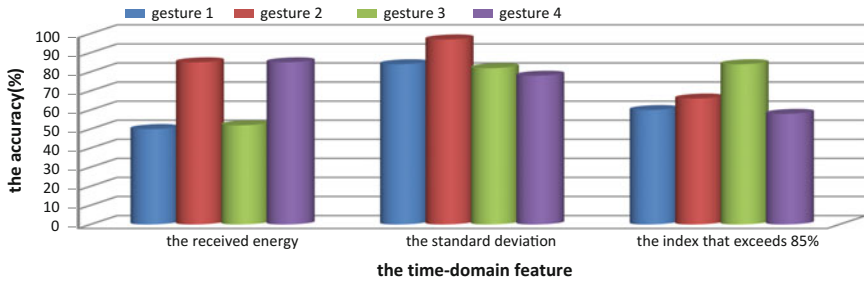 gesture 1 gesture 2 gesture 3 gesture 4
the accuracy(%)
100
90
80
70
60
50
40
30
20
10
0
the received energy the standard deviation the index that exceeds 85%
the time-domain feature